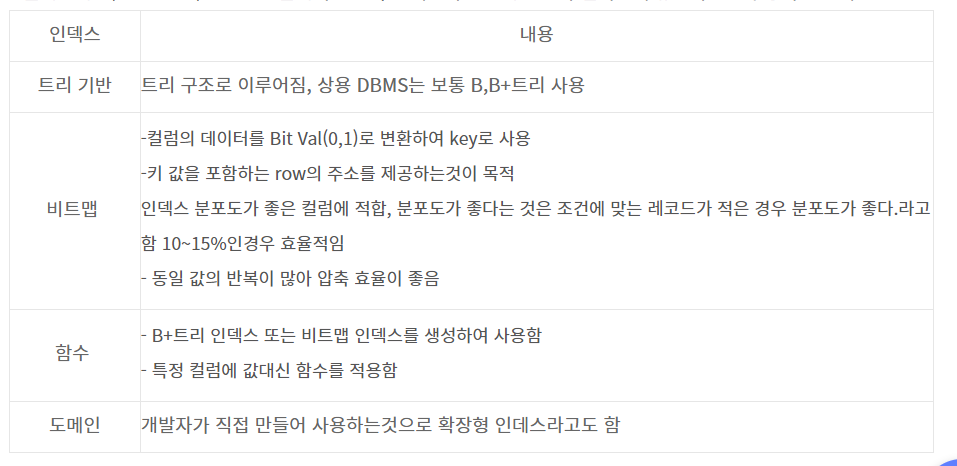 인덱스 내용
트리 기반 트리 구조로 이루어짐, 상용 DBMS는 보통 B,B+트리 사용
비트맵
-컬럼의 데이터를 Bit Val(0,1)로 변환하여 key로 사용
-키 값을 포함하는 row의 주소를 제공하는것이 목적
인덱스 분포도가 좋은 컬럼에 적합, 분포도가 좋다는 것은 조건에 맞는 레코드가 적은 경우 분포도가 좋다.라고
함 10~15%인경우 효율적임
- 동일 값의 반복이 많아 압축 효율이 좋음
함수
- B+트리 인덱스 또는 비트맵 인덱스를 생성하여 사용함
- 특정 컬럼에 값대신 함수를 적용함
도메인 개발자가 직접 만들어 사용하는것으로 확장형 인데스라고도 함